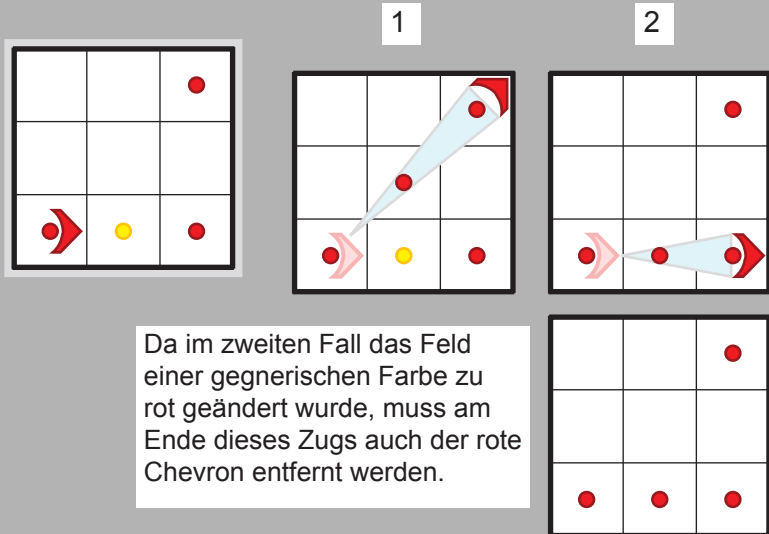 1
2
Da im zweiten Fall das Feld
einer gegnerischen Farbe zu
rot geändert wurde, muss am
Ende dieses Zugs auch der rote
Chevron entfernt werden.